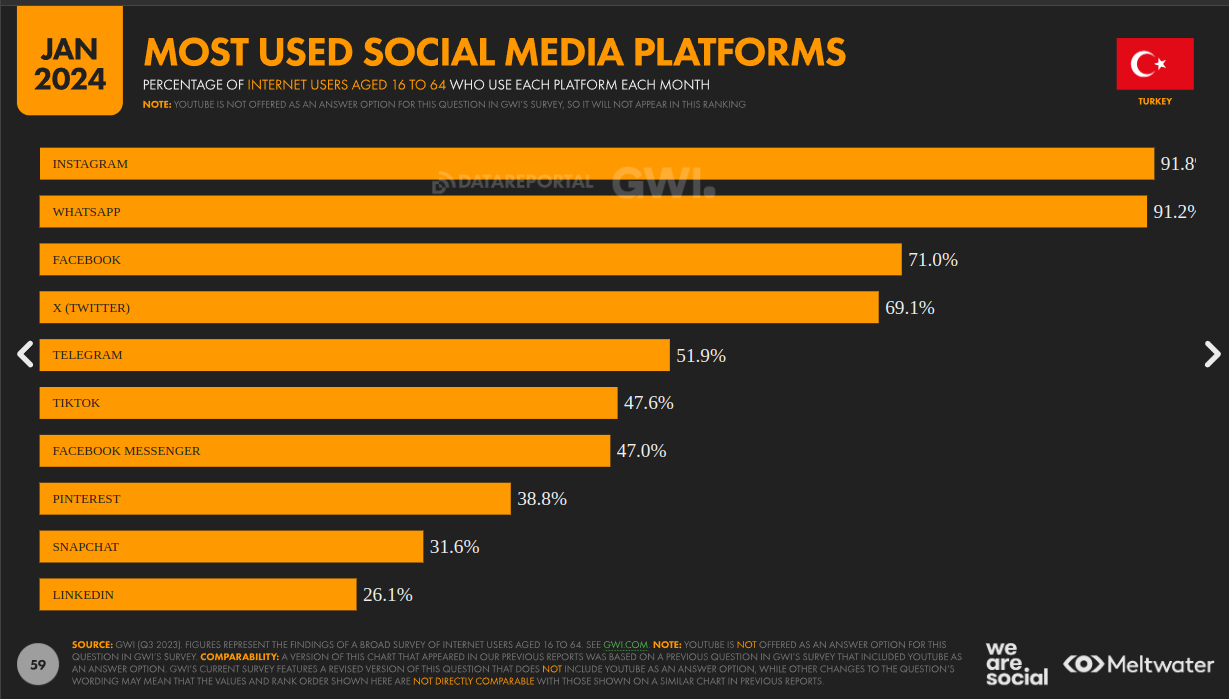 JAN
2024
MOST USED SOCIAL MEDIA PLATFORMS
PERCENTAGE OF INTERNET USERS AGED 16 TO 64 WHO USE EACH PLATFORM EACH MONTH
NOTE: YOUTUBE IS NOT OFFERED AS AN ANSWER OPTION FOR THIS QUESTION IN GWI'S SURVEY, SO IT WILL NOT APPEAR IN THIS RANKING
TURKEY
INSTAGRAM 91.8
DATAREPORTAL GWI.
WHATSAPP 91.2%
FACEBOOK 71.0%
X (TWITTER) 69.1%
TELEGRAM 51.9%
TIKTOK 47.6%
FACEBOOK MESSENGER 47.0%
PINTEREST 38.8%
SNAPCHAT 31.6%
LINKEDIN 26.1%
59
SOURCE: GWI (Q3 2023). FIGURES REPRESENT THE FINDINGS OF A BROAD SURVEY OF INTERNET USERS AGED 16 TO 64. SEE GWI.COM. NOTE: YOUTUBE IS NOT OFFERED AS AN ANSWER OPTION FOR THIS
QUESTION IN GWI'S SURVEY. COMPARABILITY: A VERSION OF THIS CHART THAT APPEARED IN OUR PREVIOUS REPORTS WAS BASED ON A PREVIOUS QUESTION IN GWI'S SURVEY THAT INCLUDED YOUTUBE AS
AN ANSWER OPTION. GWI'S CURRENT SURVEY FEATURES A REVISED VERSION OF THIS QUESTION THAT DOES NOT INCLUDE YOUTUBE AS AN ANSWER OPTION, WHILE OTHER CHANGES TO THE QUESTION'S
WORDING MAY MEAN THAT THE VALUES AND RANK ORDER SHOWN HERE ARE NOT DIRECTLY COMPARABLE WITH THOSE SHOWN ON A SIMILAR CHART IN PREVIOUS REPORTS.
we
are
social
Meltwater